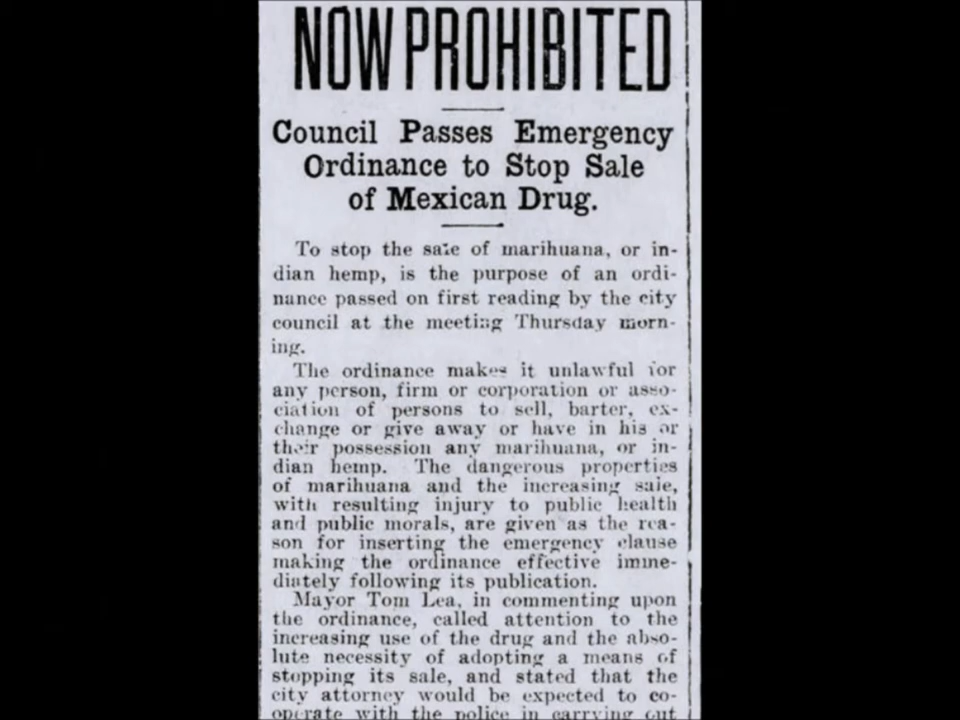 NOW PROHIBITED
Council Passes Emergency
Ordinance to Stop Sale
of Mexican Drug.
To stop the sale of marihuana, or in-
dian hemp, is the purpose of an ordi-
nance passed on first reading by the city
council at the meeting Thursday morn-
ing.
The ordinance makes it unlawful for
any person, firm or corporation or asso-
ciation of persons to sell, barter, ex-
change or give away or have in his or
their possession any marihuana, or in-
dian hemp. The dangerous properties
of marihuana and the increasing sale,
with resulting injury to public health
and public morals, are given as the rea-
son for inserting the emergency clause
making the ordinance effective imme-
diately following its publication.
Mayor Tom Lea, in commenting upon
the ordinance, called attention to the
increasing use of the drug and the abso-
lute necessity of adopting a means of
stopping its sale, and stated that the
city attorney would be expected to co-
operate with the police in carrying out